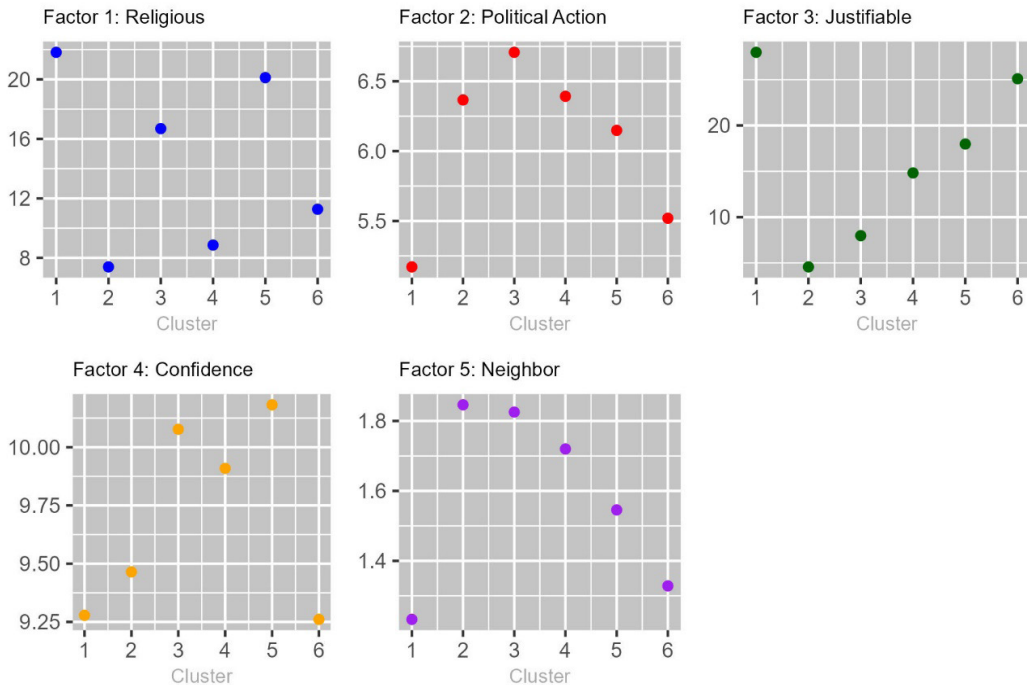 Factor 1: Religious
20
16
12
8
1 2 3 4 5 6
Cluster
Factor 2: Political Action
6.5
6.0
5.5
1 2 3 4 5 6
Cluster
Factor 3: Justifiable
20
10
1 2 3 4 5 6
Cluster
Factor 4: Confidence
10.00
9.75
9.50
9.25
1 2 3 4 5 6
Cluster
Factor 5: Neighbor
1.8
1.6
1.4
1 2 3 4 5 6
Cluster